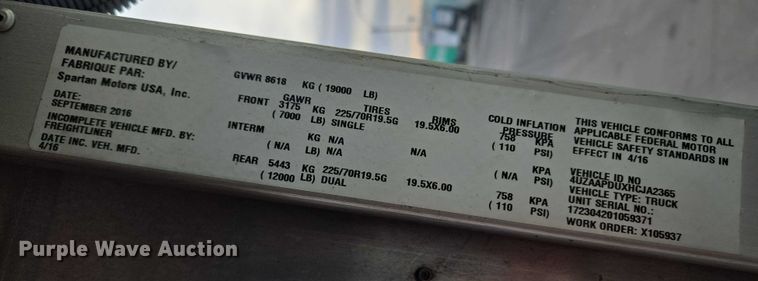 MANUFACTURED BY/
FABRIQUE PAR:
Spartan Motors USA, Inc.
DATE:
SEPTEMBER 2016
INCOMPLETE VEHICLE MFD. BY:
FREIGHTLINER
DATE INC. VEH. MFD.
4/16
GVWR 8618 KG ( 19000 LB)
GAWR TIRES RIMS COLD INFLATION PRESSURE
FRONT 3175 KG 225/70R19.5G 19.5X6.00 758 KPA
( 7000 LB) SINGLE ( 110 PSI)
INTERM KG N/A KPA
( N/A LB) N/A N/A ( N/A PSI)
REAR 5443 KG 225/70R19.5G 19.5X6.00 758 KPA
( 12000 LB) DUAL ( 110 PSI)
THIS VEHICLE CONFORMS TO ALL
APPLICABLE FEDERAL MOTOR
VEHICLE SAFETY STANDARDS IN
EFFECT IN 4/16
VEHICLE ID NO
4UZAAPDUXHCJA2365
VEHICLE TYPE: TRUCK
UNIT SERIAL NO.:
172304201059371
WORK ORDER: X105937
Purple Wave Auction